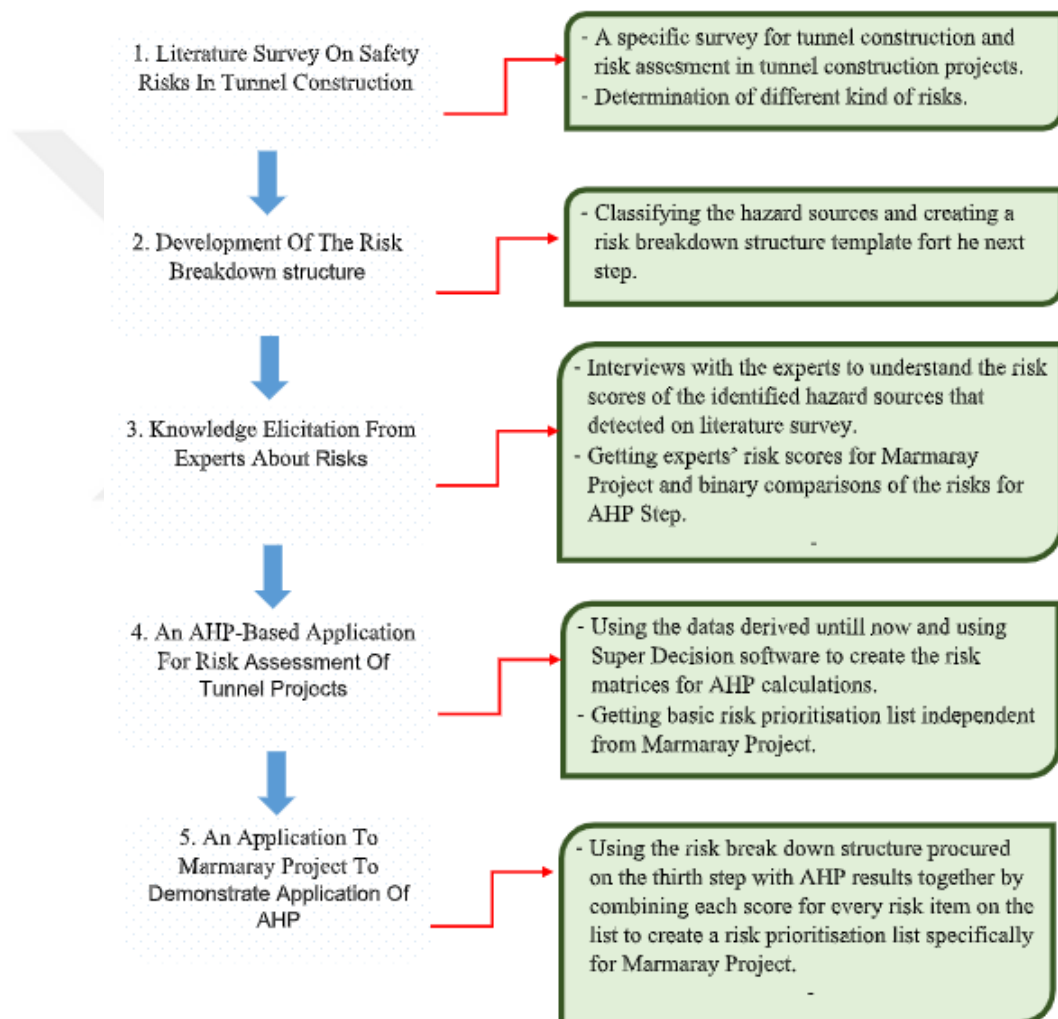 1. Literature Survey On Safety
Risks In Tunnel Construction
- A specific survey for tunnel construction and
risk assesment in tunnel construction projects.
- Determination of different kind of risks.
2. Development Of The Risk
Breakdown structure
- Classifying the hazard sources and creating a
risk breakdown structure template fort he next
step.
3. Knowledge Elicitation From
Experts About Risks
- Interviews with the experts to understand the risk
scores of the identified hazard sources that
detected on literature survey.
- Getting experts’ risk scores for Marmaray
Project and binary comparisons of the risks for
AHP Step.
-
4. An AHP-Based Application
For Risk Assessment Of
Tunnel Projects
- Using the datas derived untill now and using
Super Decision software to create the risk
matrices for AHP calculations.
- Getting basic risk prioritisation list independent
from Marmaray Project.
5. An Application To
Marmaray Project To
Demonstrate Application Of
AHP
- Using the risk break down structure procured
on the thirth step with AHP results together by
combining each score for every risk item on the
list to create a risk prioritisation list specifically
for Marmaray Project.
-